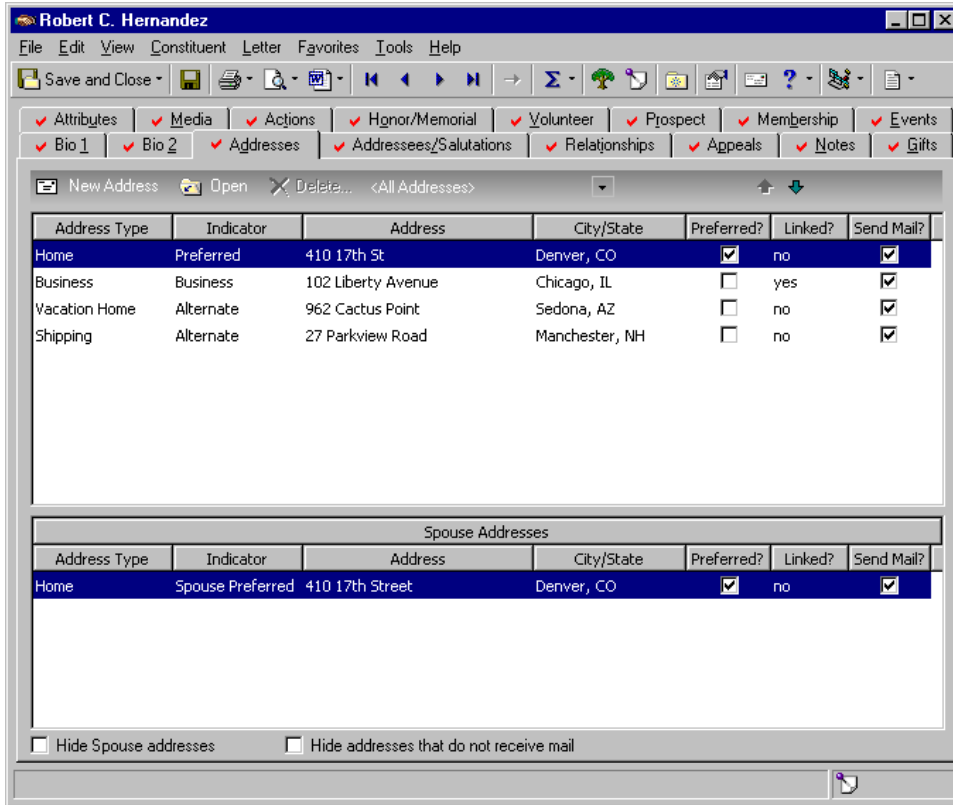 Robert C. Hernandez
File Edit View Constituent Letter Favorites Tools Help
Save and Close
Attributes Media Actions Honor/Memorial Volunteer Prospect Membership Events
Bio 1 Bio 2 Addresses Addressees/Salutations Relationships Appeals Notes Gifts
New Address Open Delete... <All Addresses>
Address Type Indicator Address City/State Preferred? Linked? Send Mail?
Home Preferred 410 17th St Denver, CO no
Business Business 102 Liberty Avenue Chicago, IL yes
Vacation Home Alternate 962 Cactus Point Sedona, AZ no
Shipping Alternate 27 Parkview Road Manchester, NH no
Spouse Addresses
Address Type Indicator Address City/State Preferred? Linked? Send Mail?
Home Spouse Preferred 410 17th Street Denver, CO no
Hide Spouse addresses Hide addresses that do not receive mail